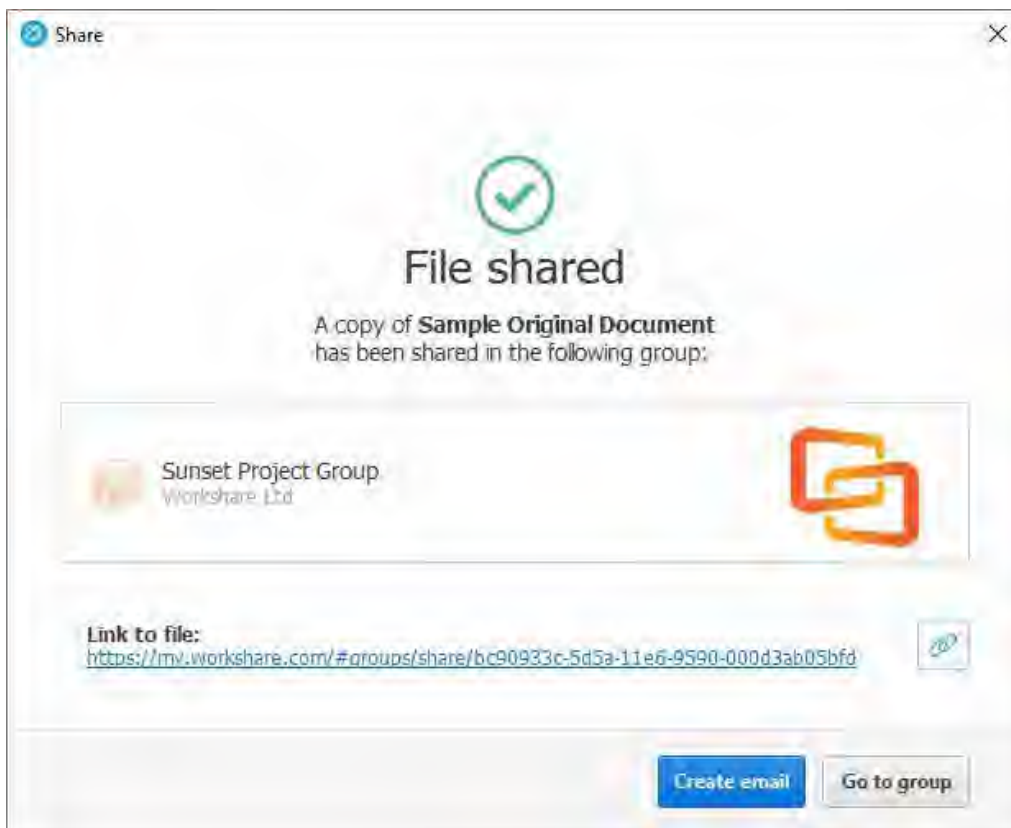 Share
File shared
A copy of Sample Original Document
has been shared in the following group:
Sunset Project Group
Workshare Ltd
Link to file:
https://my.workshare.com/#groups/share/bc90933c-5d5a-11e6-9590-000d3ab05bfd
Create email
Go to group